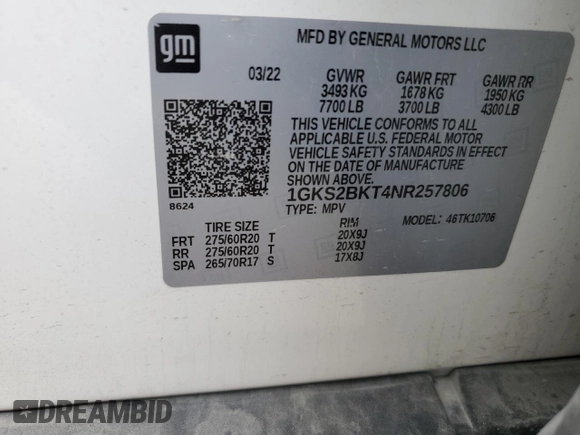 gm
MFD BY GENERAL MOTORS LLC
03/22 GVWR GAWR FRT GAWR RR
3493 KG 1678 KG 1950 KG
7700 LB 3700 LB 4300 LB
THIS VEHICLE CONFORMS TO ALL
APPLICABLE U.S. FEDERAL MOTOR
VEHICLE SAFETY AND THEFT PREVENTION
STANDARDS IN EFFECT
ON THE DATE OF MANUFACTURE
SHOWN ABOVE.
8624
1GKS2BKT4NR257806
TYPE: MPV MODEL: 46TK10706
TIRE SIZE RIM
FRT 275/60R20 T 20X9J
RR 275/60R20 T 20X9J
SPA 265/70R17 S 17X8J
DREAMBID